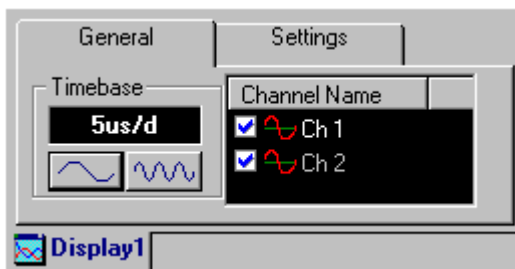 General
Settings
Timebase
5us/d
Channel Name
Ch 1
Ch 2
Display1